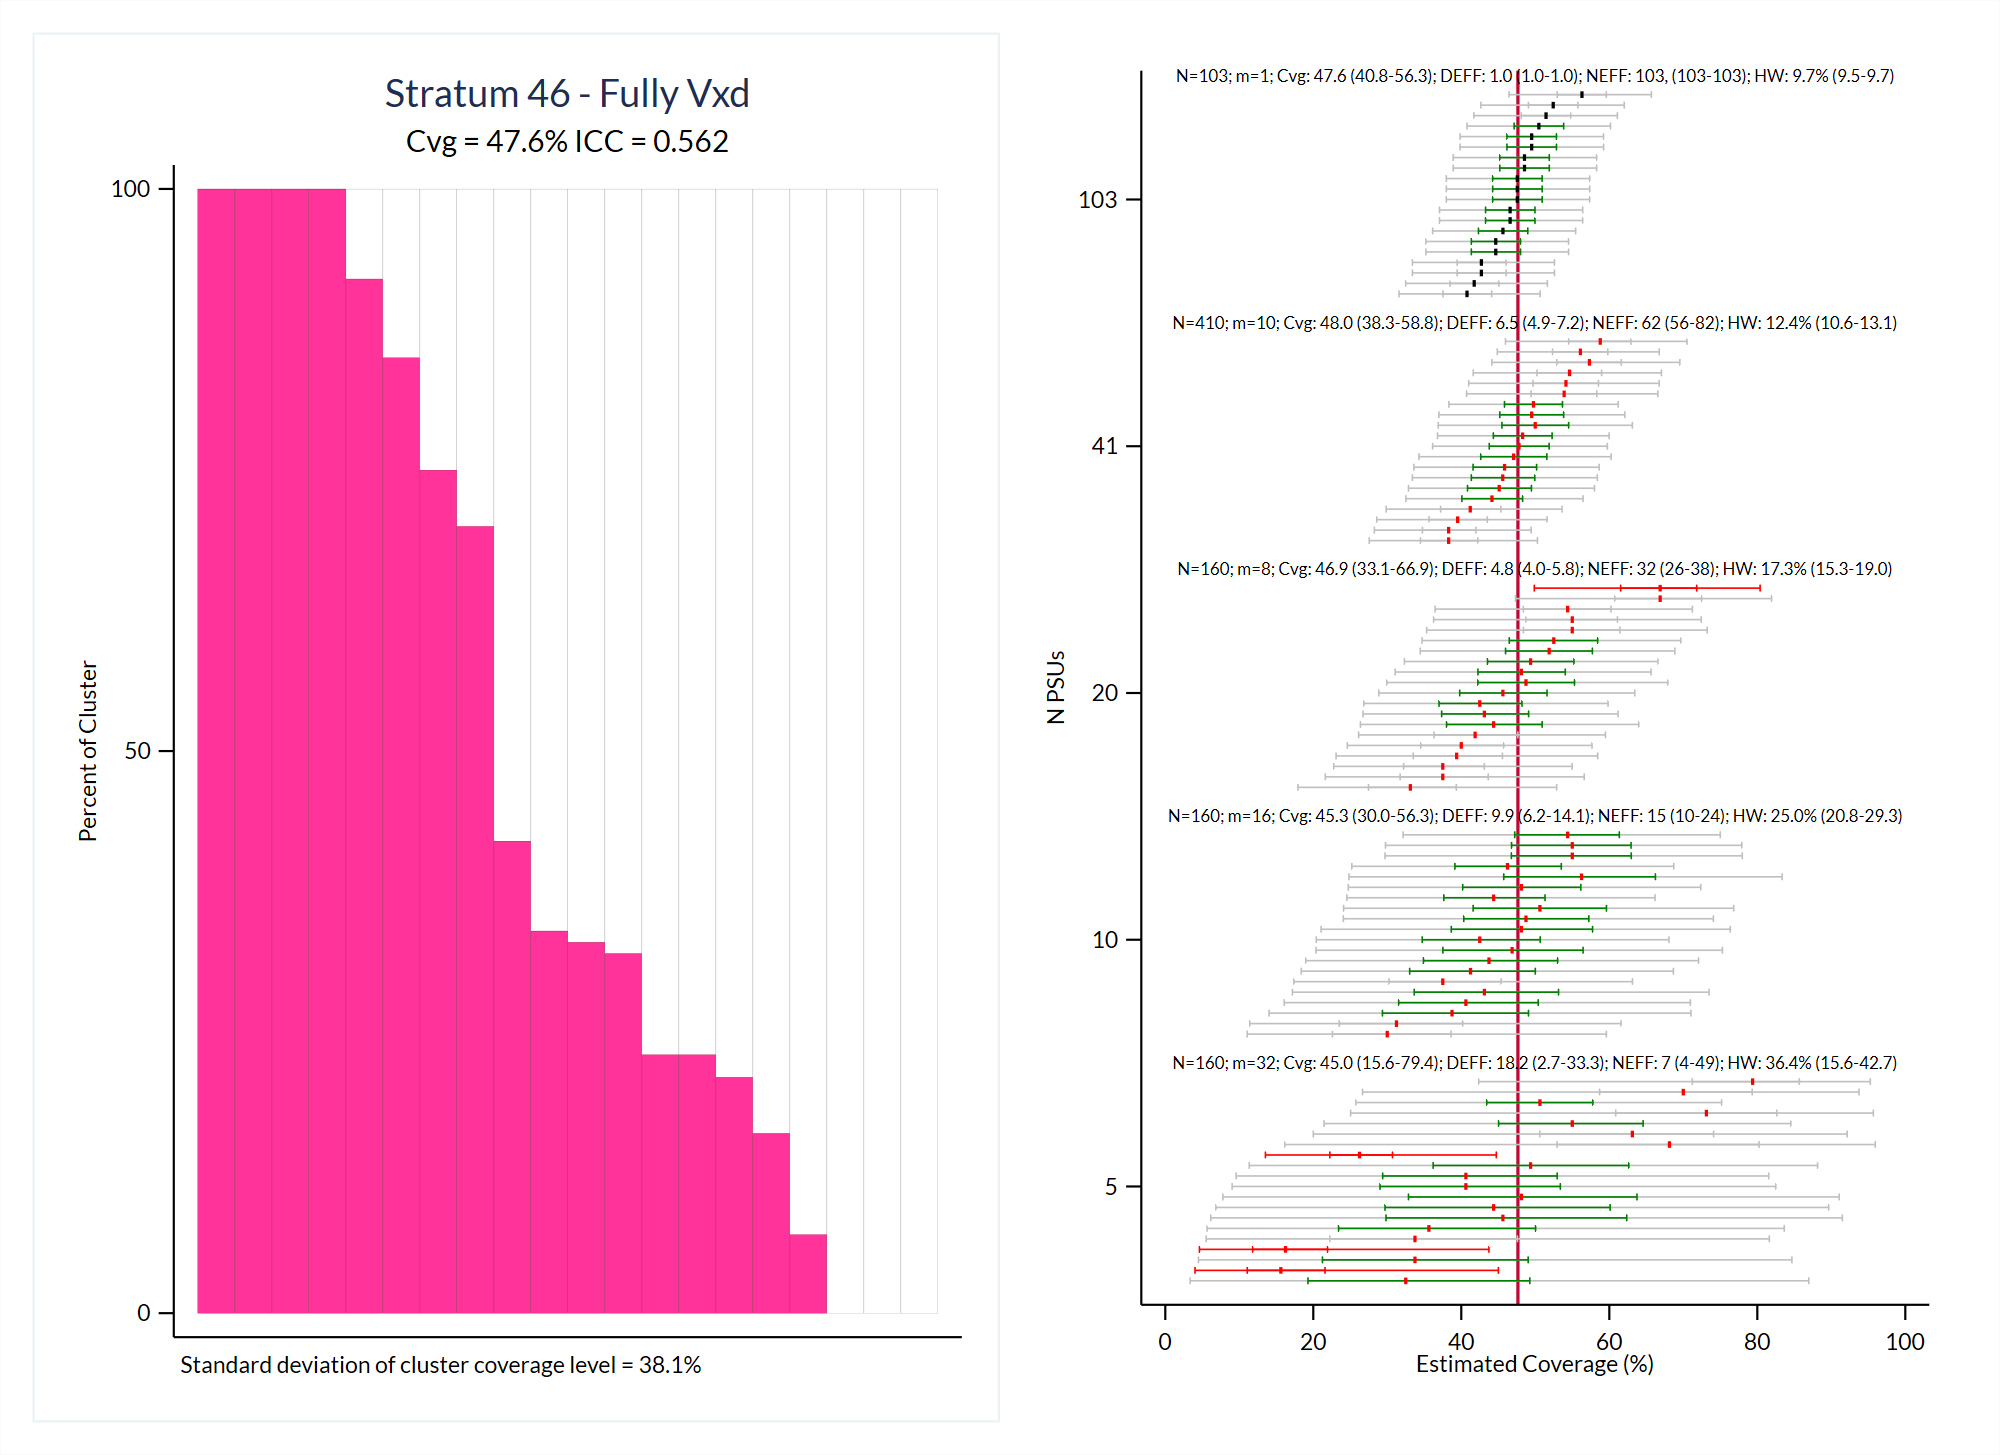 Stratum 46 - Fully Vxd
Cvg = 47.6% ICC = 0.562
100
50
0
Percent of Cluster
Standard deviation of cluster coverage level = 38.1%
N=103; m=1; Cvg: 47.6 (40.8-56.3); DEFF: 1.0 (1.0-1.0); NEFF: 103, (103-103); HW: 9.7% (9.5-9.7)
103
N=410; m=10; Cvg: 48.0 (38.3-58.8); DEFF: 6.5 (4.9-7.2); NEFF: 62 (56-82); HW: 12.4% (10.6-13.1)
41
N=160; m=8; Cvg: 46.9 (33.1-66.9); DEFF: 4.8 (4.0-5.8); NEFF: 32 (26-38); HW: 17.3% (15.3-19.0)
20
N PSUs
N=160; m=16; Cvg: 45.3 (30.0-56.3); DEFF: 9.9 (6.2-14.1); NEFF: 15 (10-24); HW: 25.0% (20.8-29.3)
10
N=160; m=32; Cvg: 45.0 (15.6-79.4); DEFF: 18.2 (2.7-33.3); NEFF: 7 (4-49); HW: 36.4% (15.6-42.7)
5
0 20 40 60 80 100
Estimated Coverage (%)